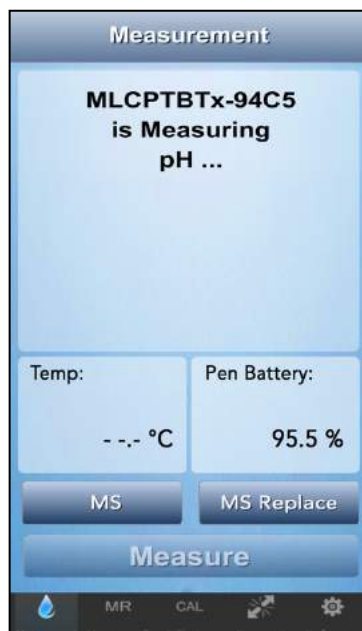 Measurement
MLCPTBTx-94C5
is Measuring
pH ...
Temp:
- -.- °C
Pen Battery:
95.5 %
MS
MS Replace
Measure
MR
CAL